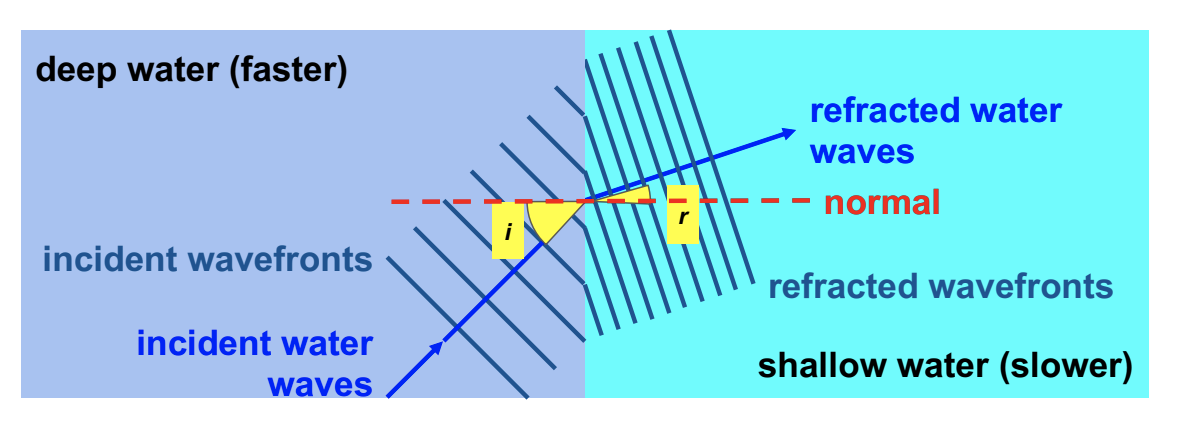 deep water (faster)
refracted water
waves
normal
i
r
incident wavefronts
refracted wavefronts
incident water
waves
shallow water (slower)